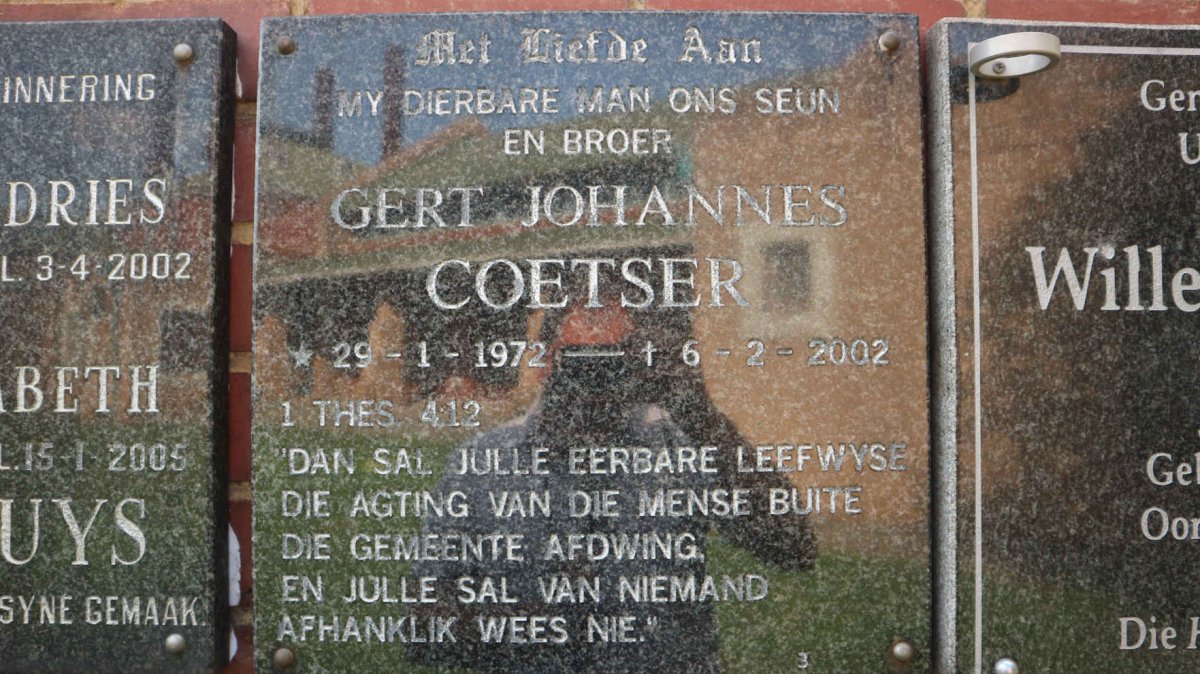 INNERING
DRIES
3-4-2002
ABETH
15-1-2005
UYS
SYNE GEMAAK.
Met Liefde Aan
MY DIERBARE MAN ONS SEUN
EN BROER
GERT JOHANNES
COETSER
★ 29 - 1 - 1972 — † 6 - 2 - 2002
1 THES. 4:12
"DAN SAL JULLE EERBARE LEEFWYSE
DIE AGTING VAN DIE MENSE BUITE
DIE GEMEENTE AFDWING,
EN JULLE SAL VAN NIEMAND
AFHANKLIK WEES NIE."
3
Ger
U
Wille
Geb
Oor
Die H